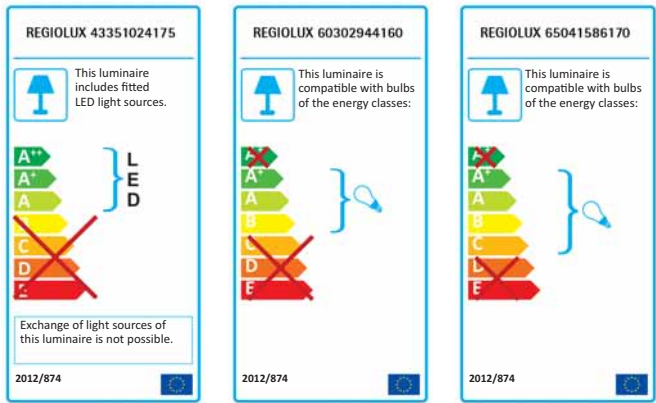 REGIOLUX 43351024175
This luminaire
includes fitted
LED light sources.
A++
A+
A
C
D
E
L
E
D
Exchange of light sources of
this luminaire is not possible.
2012/874
REGIOLUX 60302944160
This luminaire is
compatible with bulbs
of the energy classes:
A++
A+
A
B
C
D
E
2012/874
REGIOLUX 65041586170
This luminaire is
compatible with bulbs
of the energy classes:
A++
A+
A
B
C
D
E
2012/874